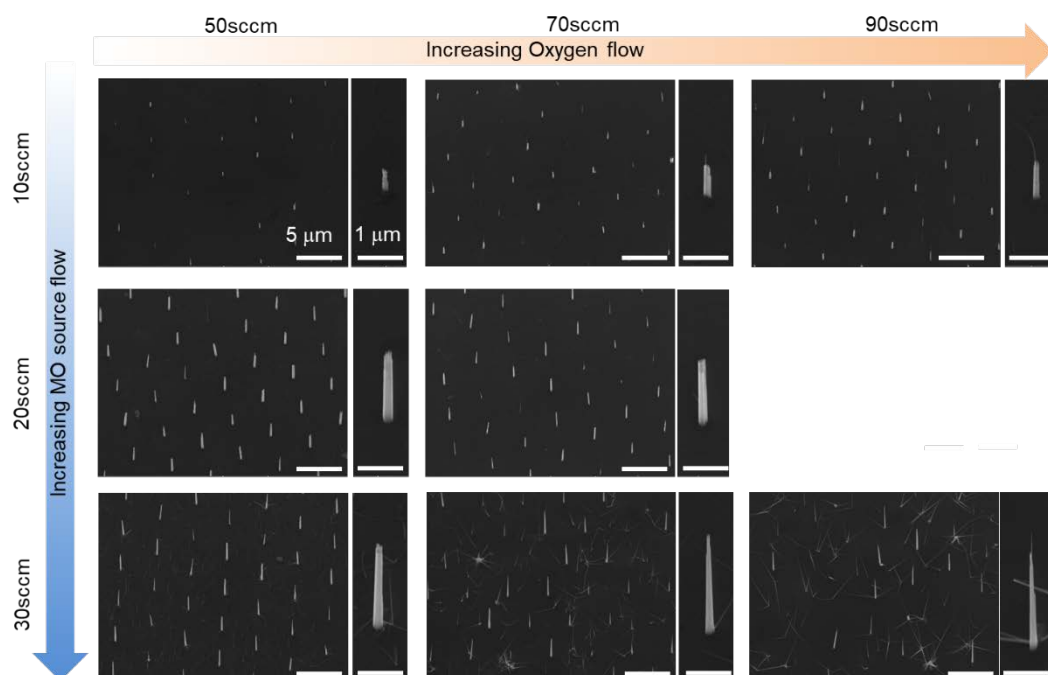 50sccm
70sccm
90sccm
Increasing Oxygen flow
Increasing MO source flow
10sccm
5 μm
1 μm
20sccm
30sccm